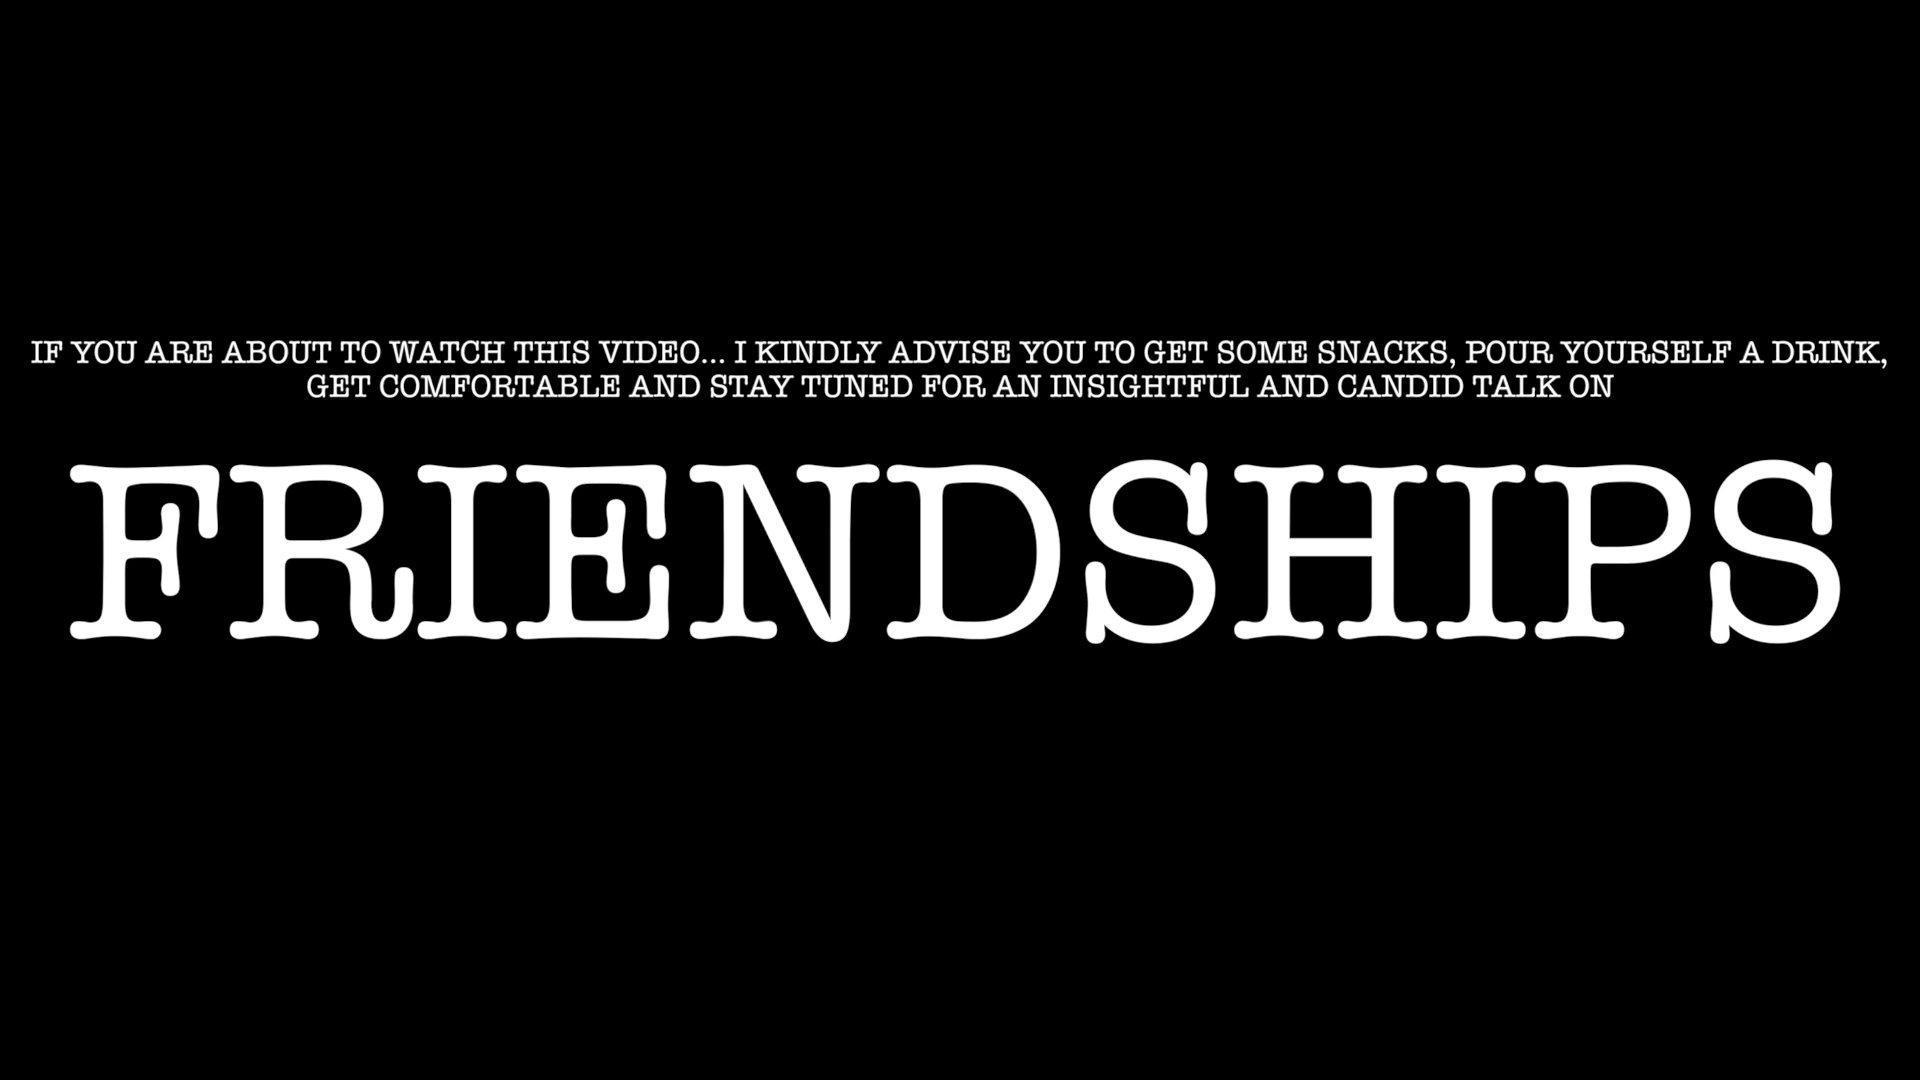 IF YOU ARE ABOUT TO WATCH THIS VIDEO... I KINDLY ADVISE YOU TO GET SOME SNACKS, POUR YOURSELF A DRINK,
GET COMFORTABLE AND STAY TUNED FOR AN INSIGHTFUL AND CANDID TALK ON
FRIENDSHIPS